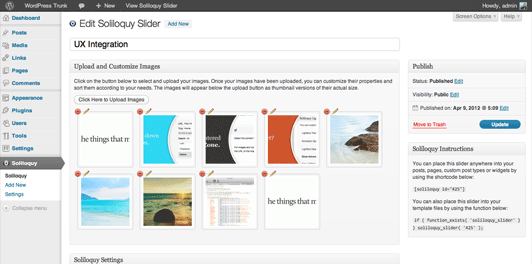 WordPress Trunk
New
View Soliloquy Slider
Howdy, admin
Screen Options
Help
Dashboard
Posts
Media
Links
Pages
Comments
Appearance
Plugins
Users
Tools
Settings
Soliloquy
Soliloquy
Add New
Settings
Collapse menu
Edit Soliloquy Slider Add New
UX Integration
Upload and Customize Images
Click on the button below to select and upload your images. Once your images have been uploaded, you can customize their properties and
sort them according to your needs. The images will appear below the upload button as thumbnail versions of their actual size.
Click Here to Upload Images
he things that m
he things that m
Soliloquy Settings
Publish
Status: Published Edit
Visibility: Public Edit
Published on: Apr 9, 2012 @ 5:09 Edit
Move to Trash
Update
Soliloquy Instructions
You can place this slider anywhere into your
posts, pages, custom post types or widgets by
using the shortcode below:
[soliloquy id="425"]
You can also place this slider into your
template files by using the function below:
if ( function_exists( 'soliloquy_slider' )
) soliloquy_slider( '425' );